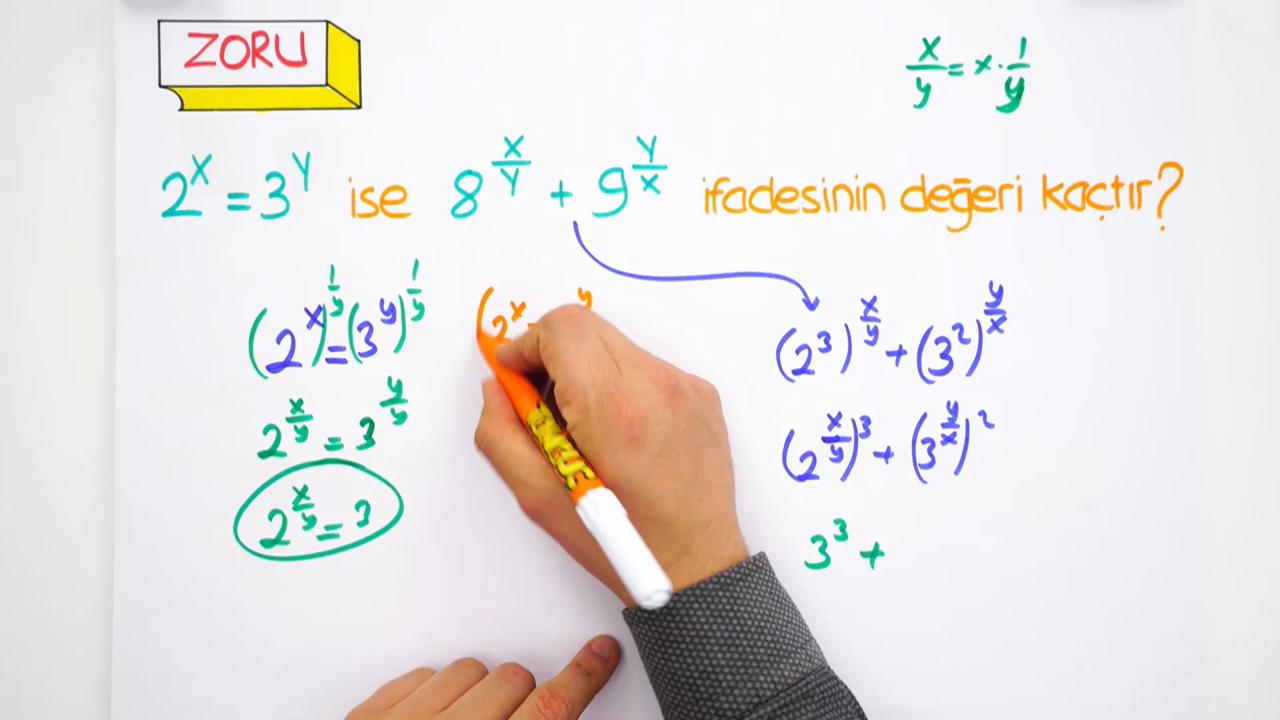 ZORU
x/y = x · 1/y
2^x = 3^y ise 8^(x/y) + 9^(y/x) ifadesinin değeri kaçtır?
(2^x)^(1/y) = (3^y)^(1/y)
2^(x/y) = 3^(y/y)
2^(x/y) = 3
(2^x y
(2^3)^(x/y) + (3^2)^(y/x)
(2^(x/y))^3 + (3^(y/x))^2
3^3 +